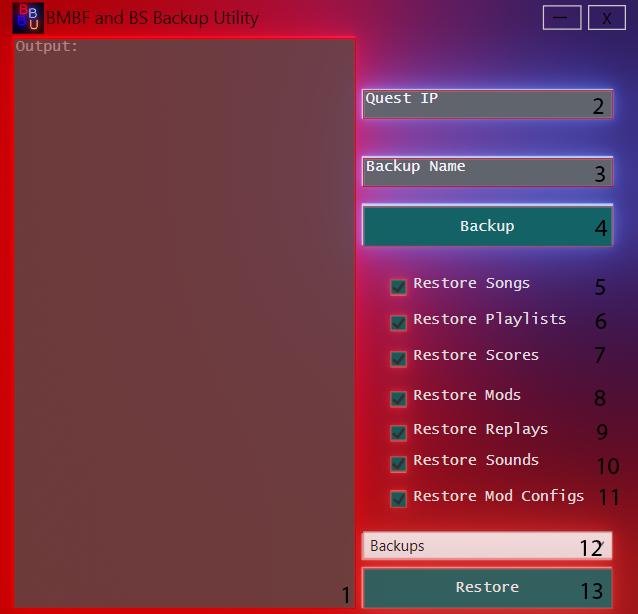 BBU BMBF and BS Backup Utility — X
Output:
Quest IP 2
Backup Name 3
Backup 4
Restore Songs 5
Restore Playlists 6
Restore Scores 7
Restore Mods 8
Restore Replays 9
Restore Sounds 10
Restore Mod Configs 11
Backups 12
Restore 13
1